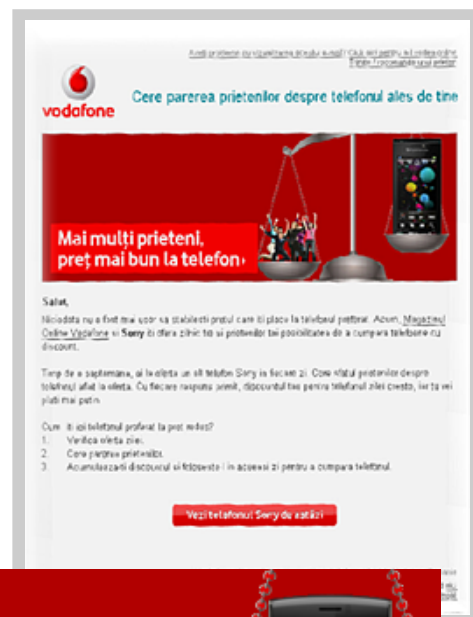 vodafone
Cere parerea prietenilor despre telefonul ales de tine
Mai mulți prieteni,
preț mai bun la telefon›
Salut,
Niciodata nu a fost mai usor sa stabilesti pretul care iti place la telefonul preferat. Acum, Magazinul
Online Vodafone si Sony iti ofera zilnic tie si prietenilor tai posibilitatea de a cumpara telefoane cu
discount.
Timp de o saptamana, ai la oferta un alt telefon Sony in fiecare zi. Cere sfatul prietenilor despre
telefonul aflat la oferta. Cu fiecare raspuns primit, discountul tau pentru telefonul zilei creste, iar tu vei
plati mai putin.
Cum iti iei telefonul preferat la pret redus?
1. Verifica oferta zilei.
2. Cere parerea prietenilor.
3. Acumuleaza-ti discountul si foloseste-l in aceeasi zi pentru a cumpara telefonul.
Vezi telefonul Sony de astăzi